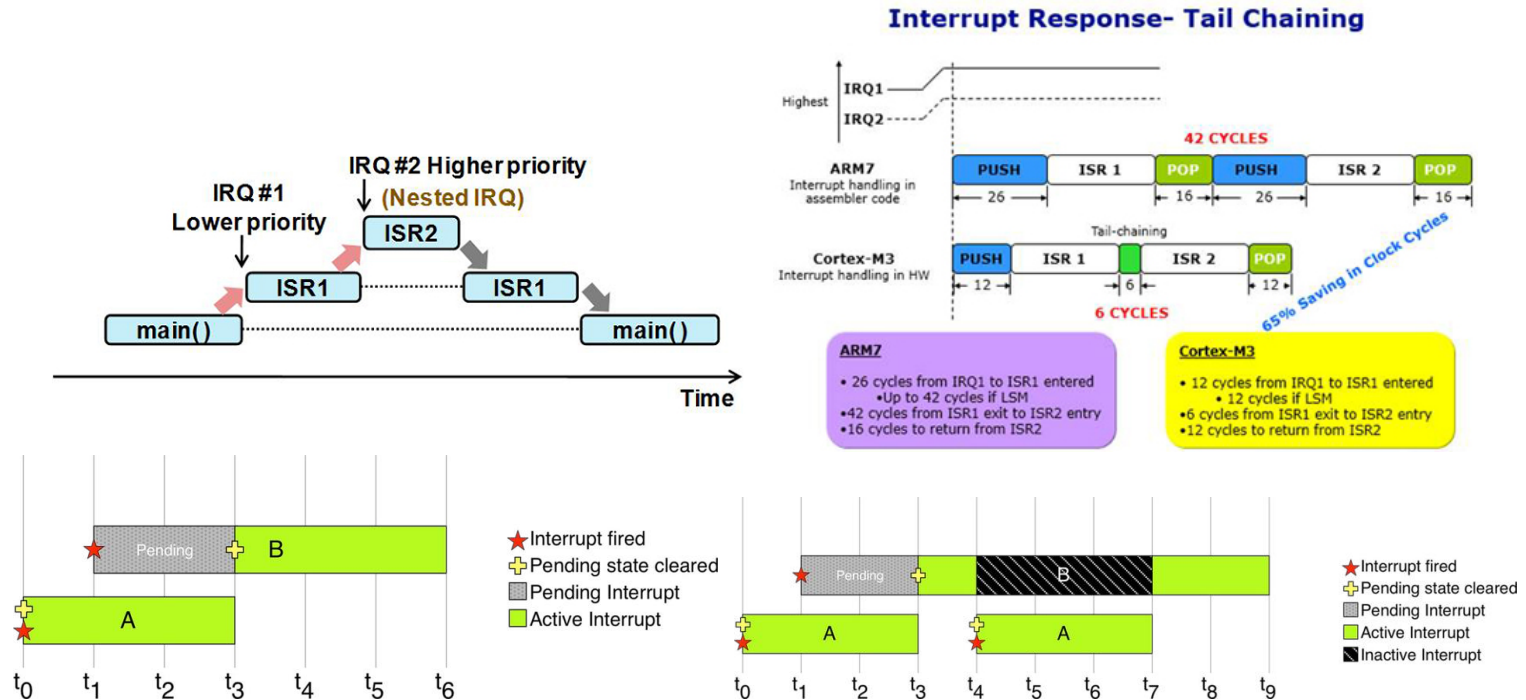 IRQ #2 Higher priority
(Nested IRQ)
IRQ #1
Lower priority
ISR2
ISR1
ISR1
main()
main()
Time
Interrupt Response- Tail Chaining
Highest
IRQ1
IRQ2
42 CYCLES
ARM7
Interrupt handling in
assembler code
PUSH
ISR 1
POP
PUSH
ISR 2
POP
26
16
26
16
Tail-chaining
Cortex-M3
Interrupt handling in HW
PUSH
ISR 1
ISR 2
POP
12
6
12
6 CYCLES
65% Saving in Clock Cycles
ARM7
• 26 cycles from IRQ1 to ISR1 entered
•Up to 42 cycles if LSM
•42 cycles from ISR1 exit to ISR2 entry
•16 cycles to return from ISR2
Cortex-M3
• 12 cycles from IRQ1 to ISR1 entered
• 12 cycles if LSM
•6 cycles from ISR1 exit to ISR2 entry
•12 cycles to return from ISR2
Pending
B
A
t0 t1 t2 t3 t4 t5 t6
Interrupt fired
Pending state cleared
Pending Interrupt
Active Interrupt
Pending
B
A
A
t0 t1 t2 t3 t4 t5 t6 t7 t8 t9
Interrupt fired
Pending state cleared
Pending Interrupt
Active Interrupt
Inactive Interrupt